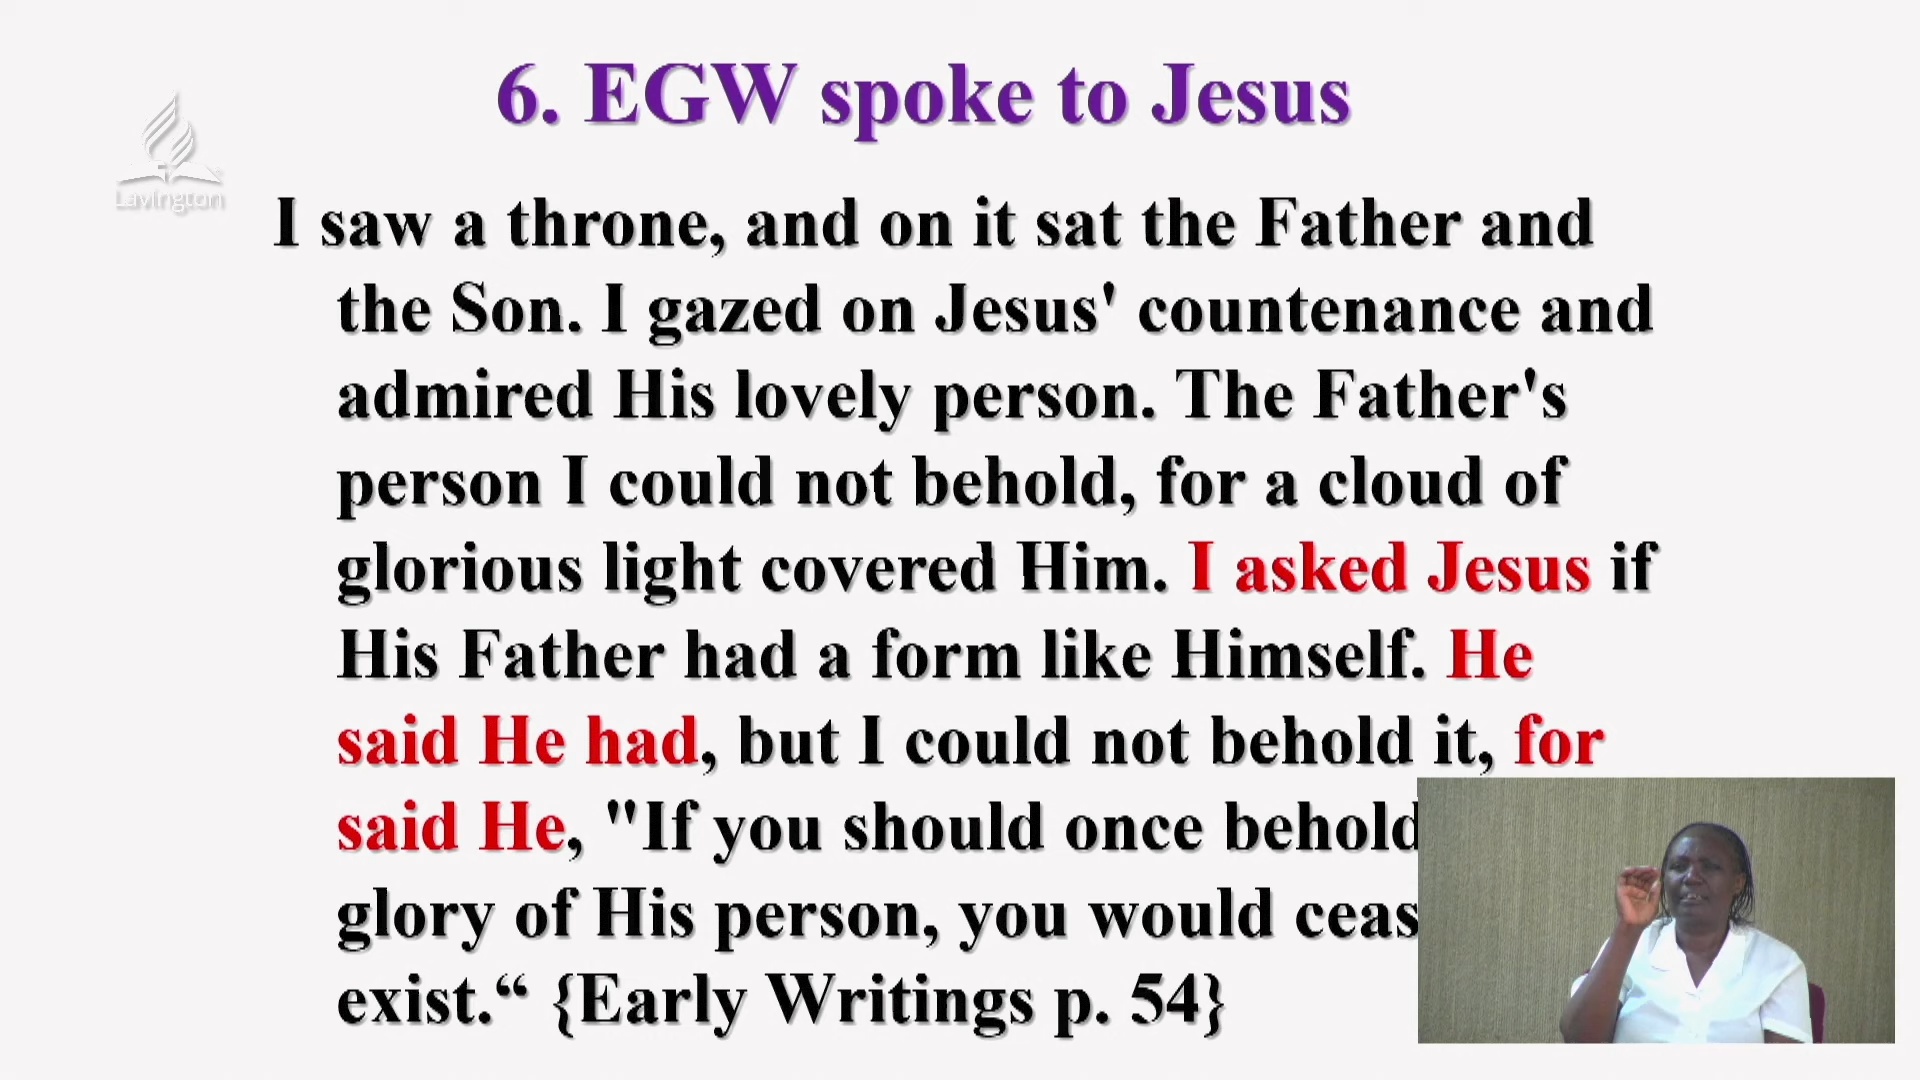 6. EGW spoke to Jesus
Lavington
I saw a throne, and on it sat the Father and
the Son. I gazed on Jesus' countenance and
admired His lovely person. The Father's
person I could not behold, for a cloud of
glorious light covered Him. I asked Jesus if
His Father had a form like Himself. He
said He had, but I could not behold it, for
said He, "If you should once behold
glory of His person, you would ceas
exist.“ {Early Writings p. 54}